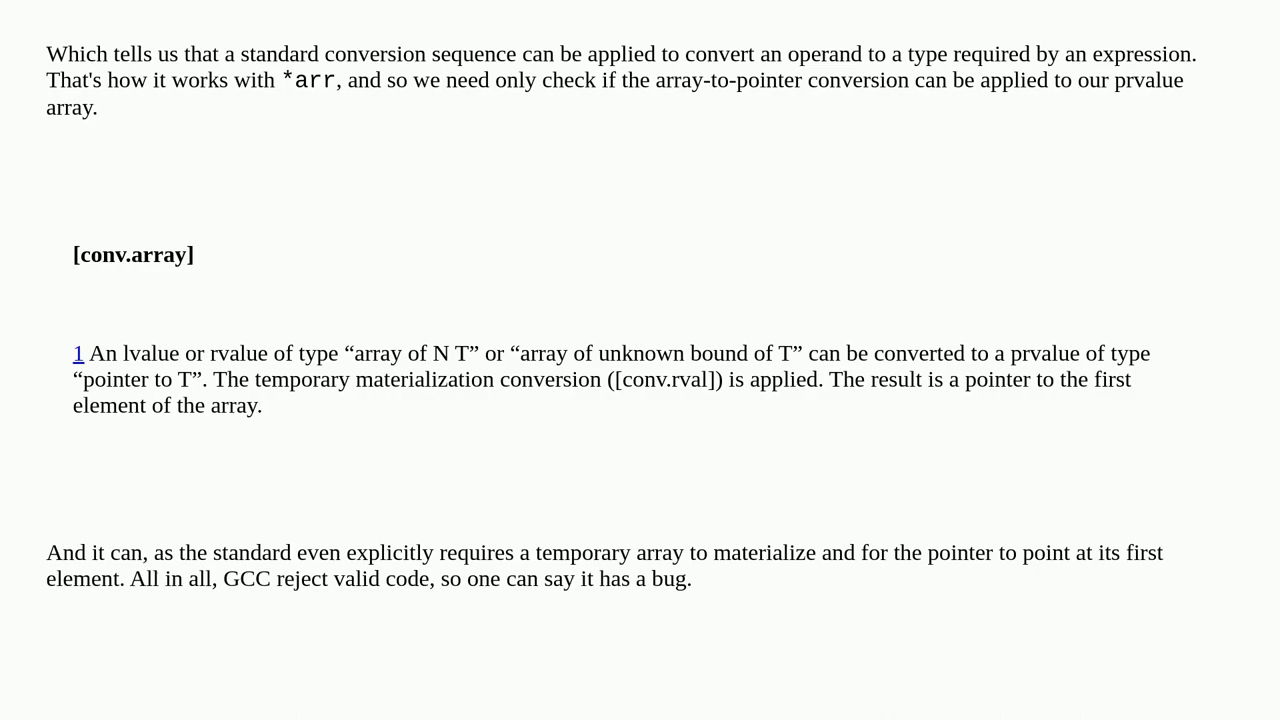 Which tells us that a standard conversion sequence can be applied to convert an operand to a type required by an expression.
That's how it works with *arr, and so we need only check if the array-to-pointer conversion can be applied to our prvalue
array.
[conv.array]
1 An lvalue or rvalue of type “array of N T” or “array of unknown bound of T” can be converted to a prvalue of type
“pointer to T”. The temporary materialization conversion ([conv.rval]) is applied. The result is a pointer to the first
element of the array.
And it can, as the standard even explicitly requires a temporary array to materialize and for the pointer to point at its first
element. All in all, GCC reject valid code, so one can say it has a bug.